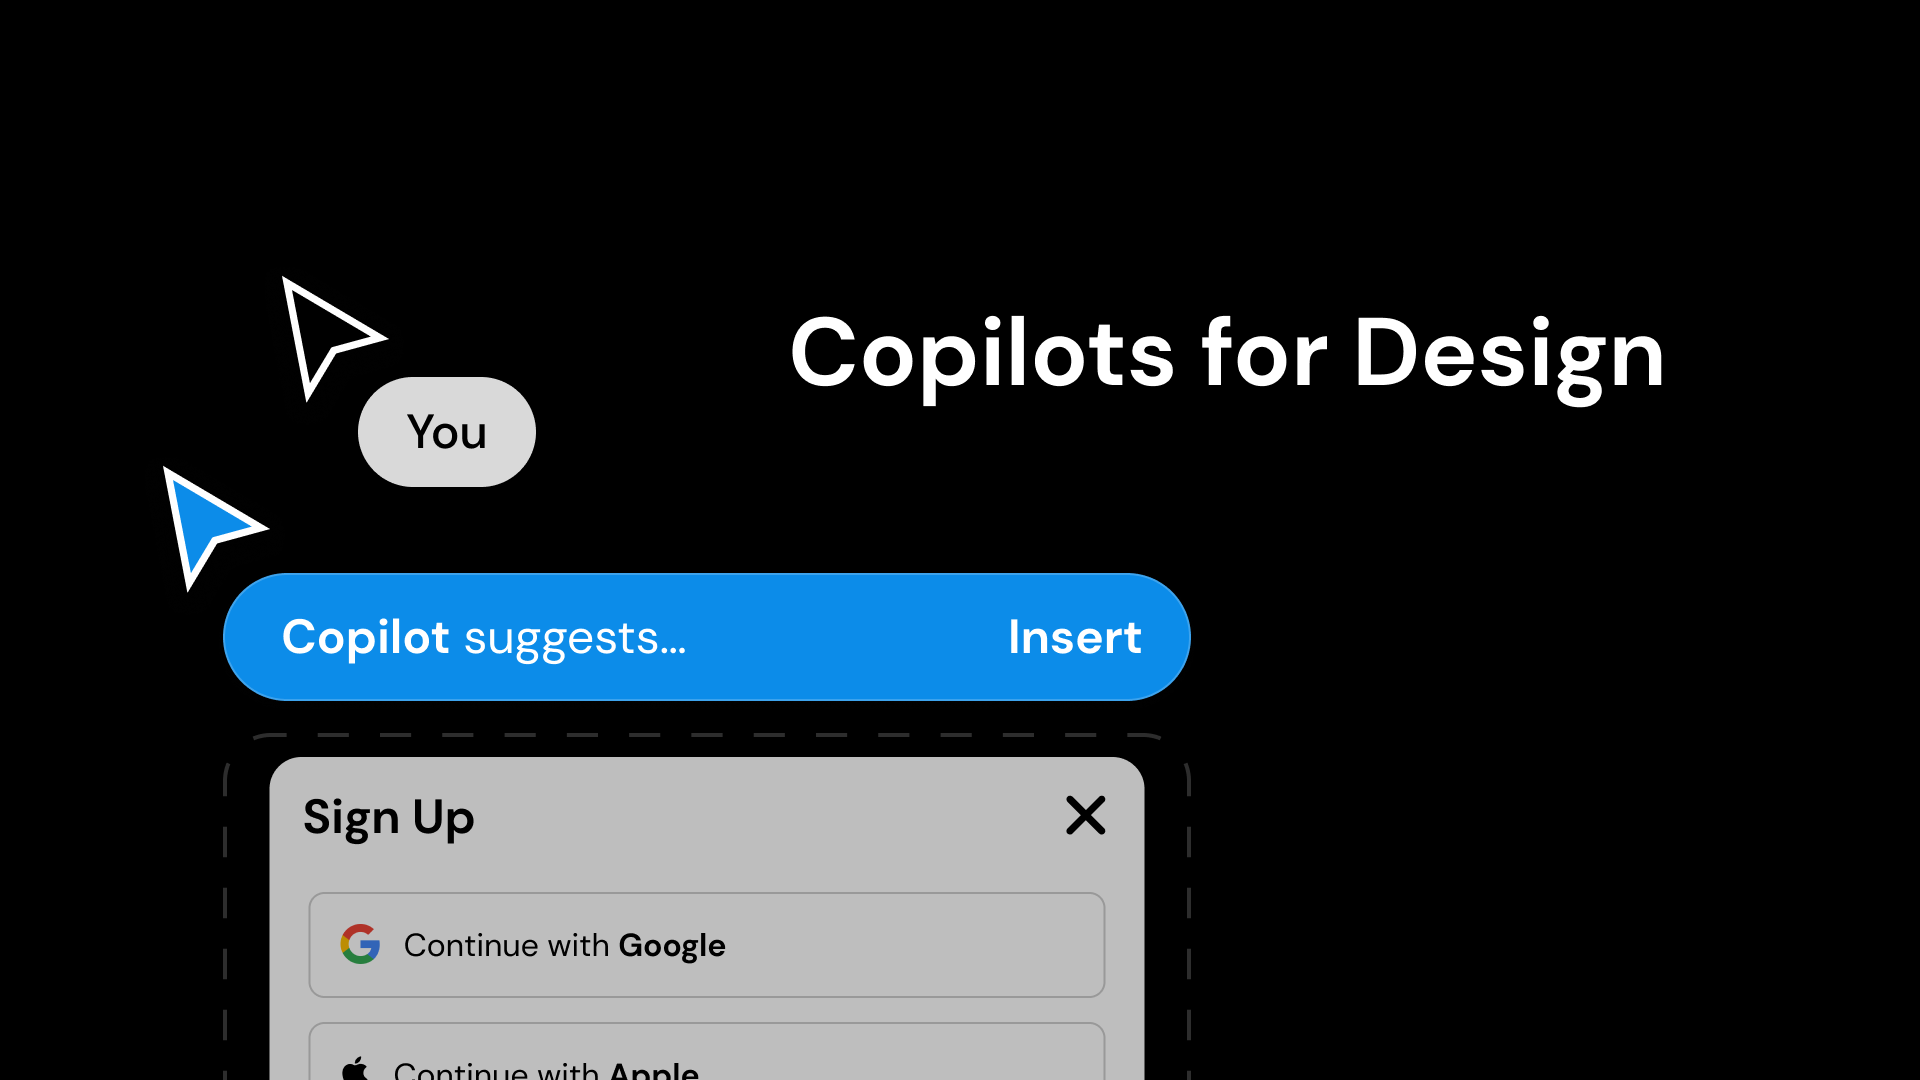 Copilots for Design
You
Copilot suggests... Insert
Sign Up
Continue with Google
Continue with Apple